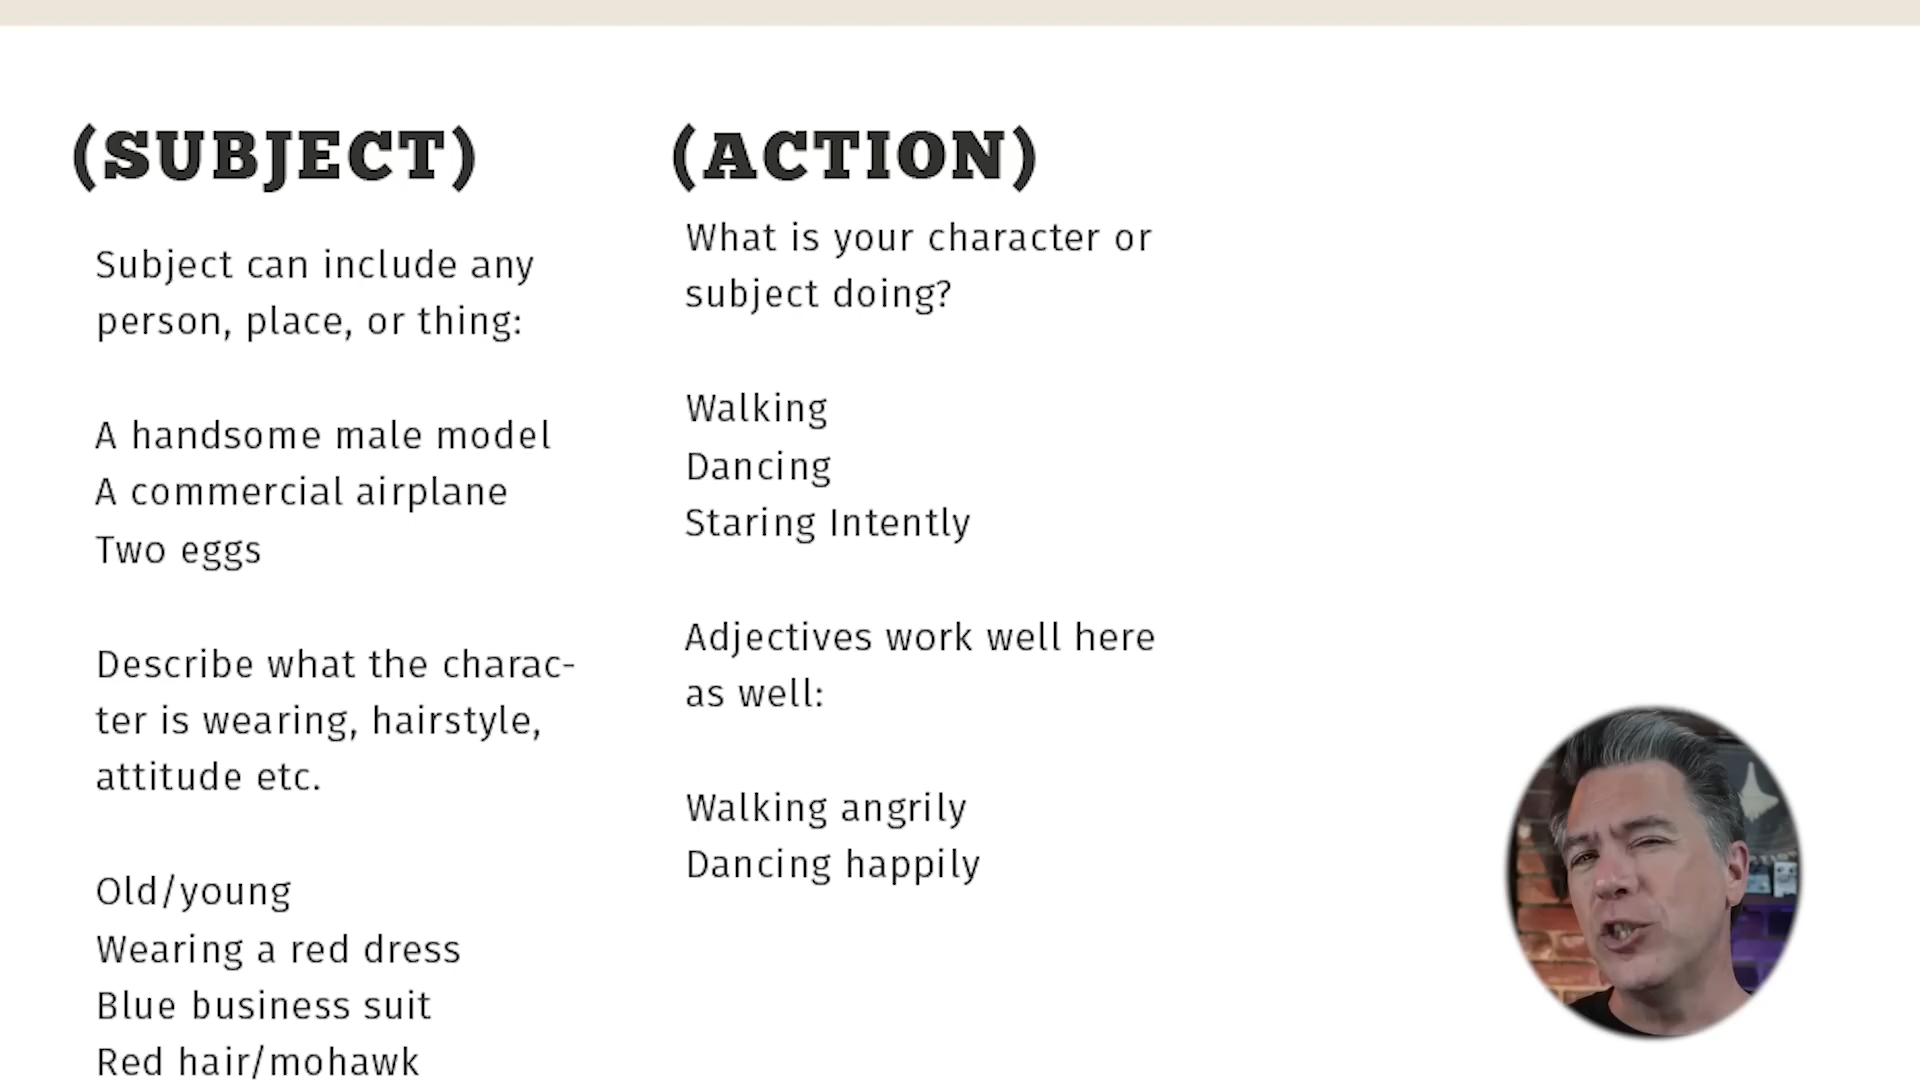 (SUBJECT)
Subject can include any
person, place, or thing:
A handsome male model
A commercial airplane
Two eggs
Describe what the charac-
ter is wearing, hairstyle,
attitude etc.
Old/young
Wearing a red dress
Blue business suit
Red hair/mohawk
(ACTION)
What is your character or
subject doing?
Walking
Dancing
Staring Intently
Adjectives work well here
as well:
Walking angrily
Dancing happily